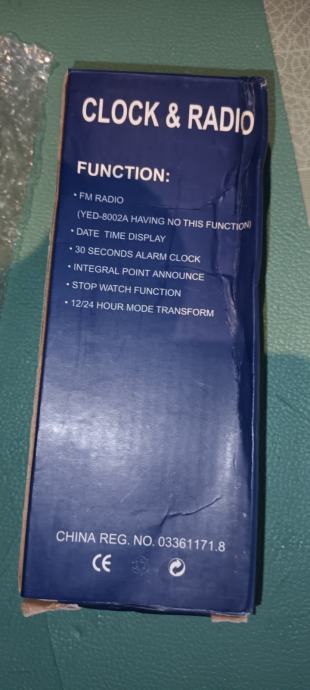 CLOCK & RADIO
FUNCTION:
• FM RADIO
(YED-8002A HAVING NO THIS FUNCTION)
• DATE TIME DISPLAY
• 30 SECONDS ALARM CLOCK
• INTEGRAL POINT ANNOUNCE
• STOP WATCH FUNCTION
• 12/24 HOUR MODE TRANSFORM
CHINA REG. NO. 03361171.8
CE